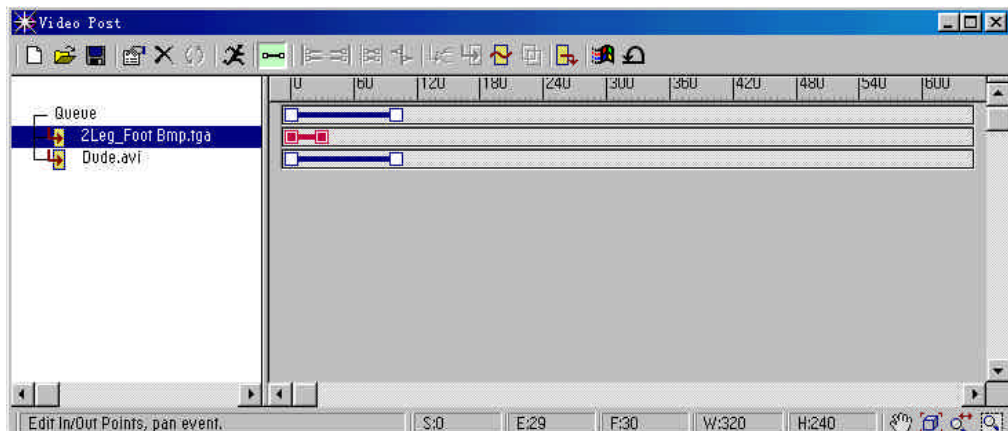 Video Post
0 60 120 180 240 300 360 420 480 540 600
Queue
2Leg_Foot Bmp.tga
Dude.avi
Edit In/Out Points, pan event. S:0 E:29 F:30 W:320 H:240